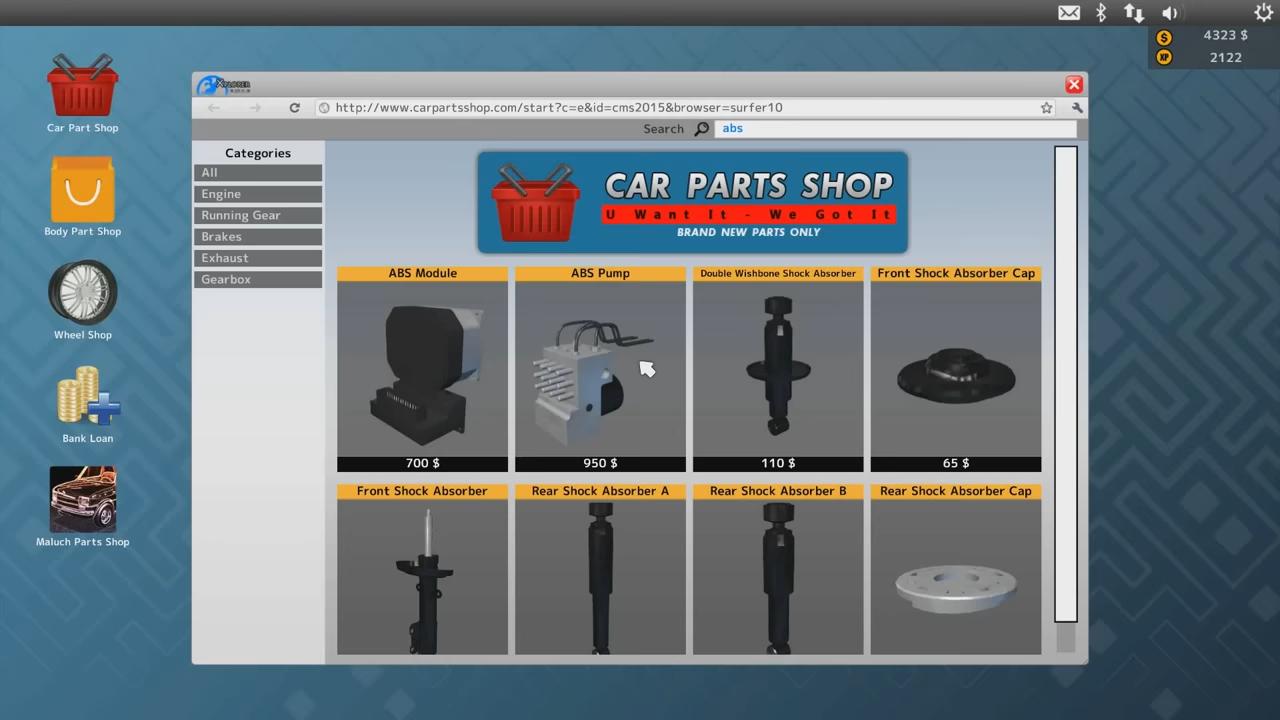 4323 $
2122
Car Part Shop
Body Part Shop
Wheel Shop
Bank Loan
Maluch Parts Shop
XPLORER
http://www.carpartsshop.com/start?c=e&id=cms2015&browser=surfer10
Search
abs
Categories
All
Engine
Running Gear
Brakes
Exhaust
Gearbox
CAR PARTS SHOP
U Want It - We Got It
BRAND NEW PARTS ONLY
ABS Module
ABS Pump
Double Wishbone Shock Absorber
Front Shock Absorber Cap
700 $
950 $
110 $
65 $
Front Shock Absorber
Rear Shock Absorber A
Rear Shock Absorber B
Rear Shock Absorber Cap